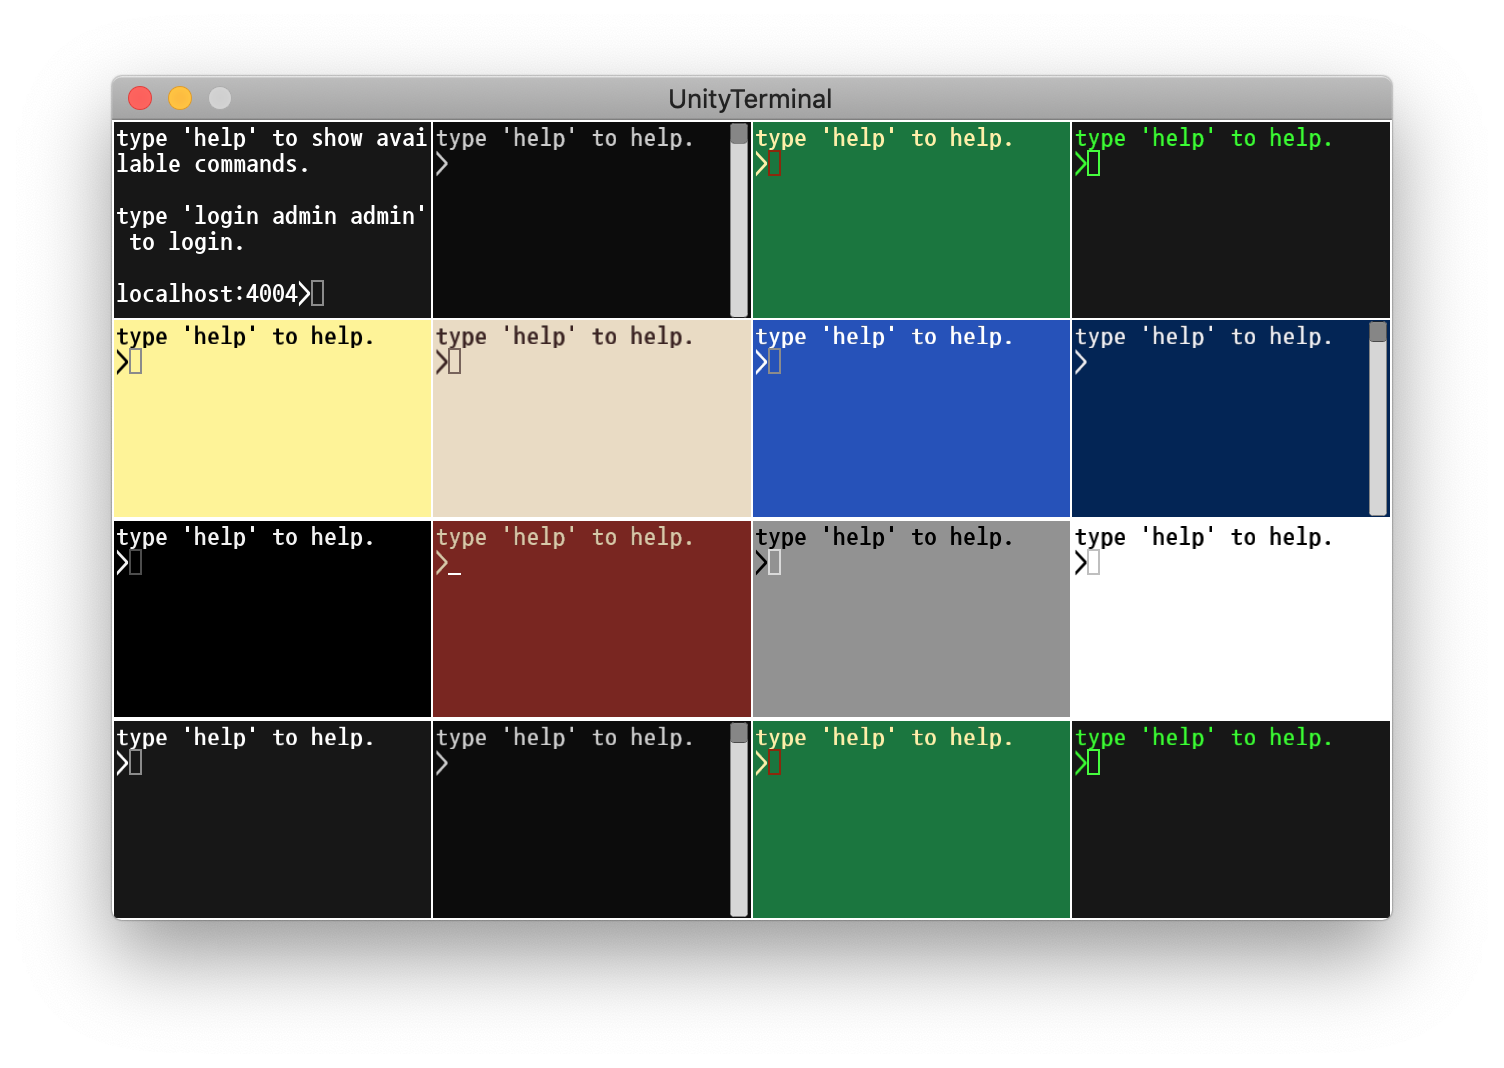 UnityTerminal
type 'help' to show avai
lable commands.
type 'login admin admin'
 to login.
localhost:4004>
type 'help' to help.
>
type 'help' to help.
>
type 'help' to help.
>
type 'help' to help.
>
type 'help' to help.
>
type 'help' to help.
>
type 'help' to help.
>
type 'help' to help.
>
type 'help' to help.
>_
type 'help' to help.
>
type 'help' to help.
>
type 'help' to help.
>
type 'help' to help.
>
type 'help' to help.
>
type 'help' to help.
>